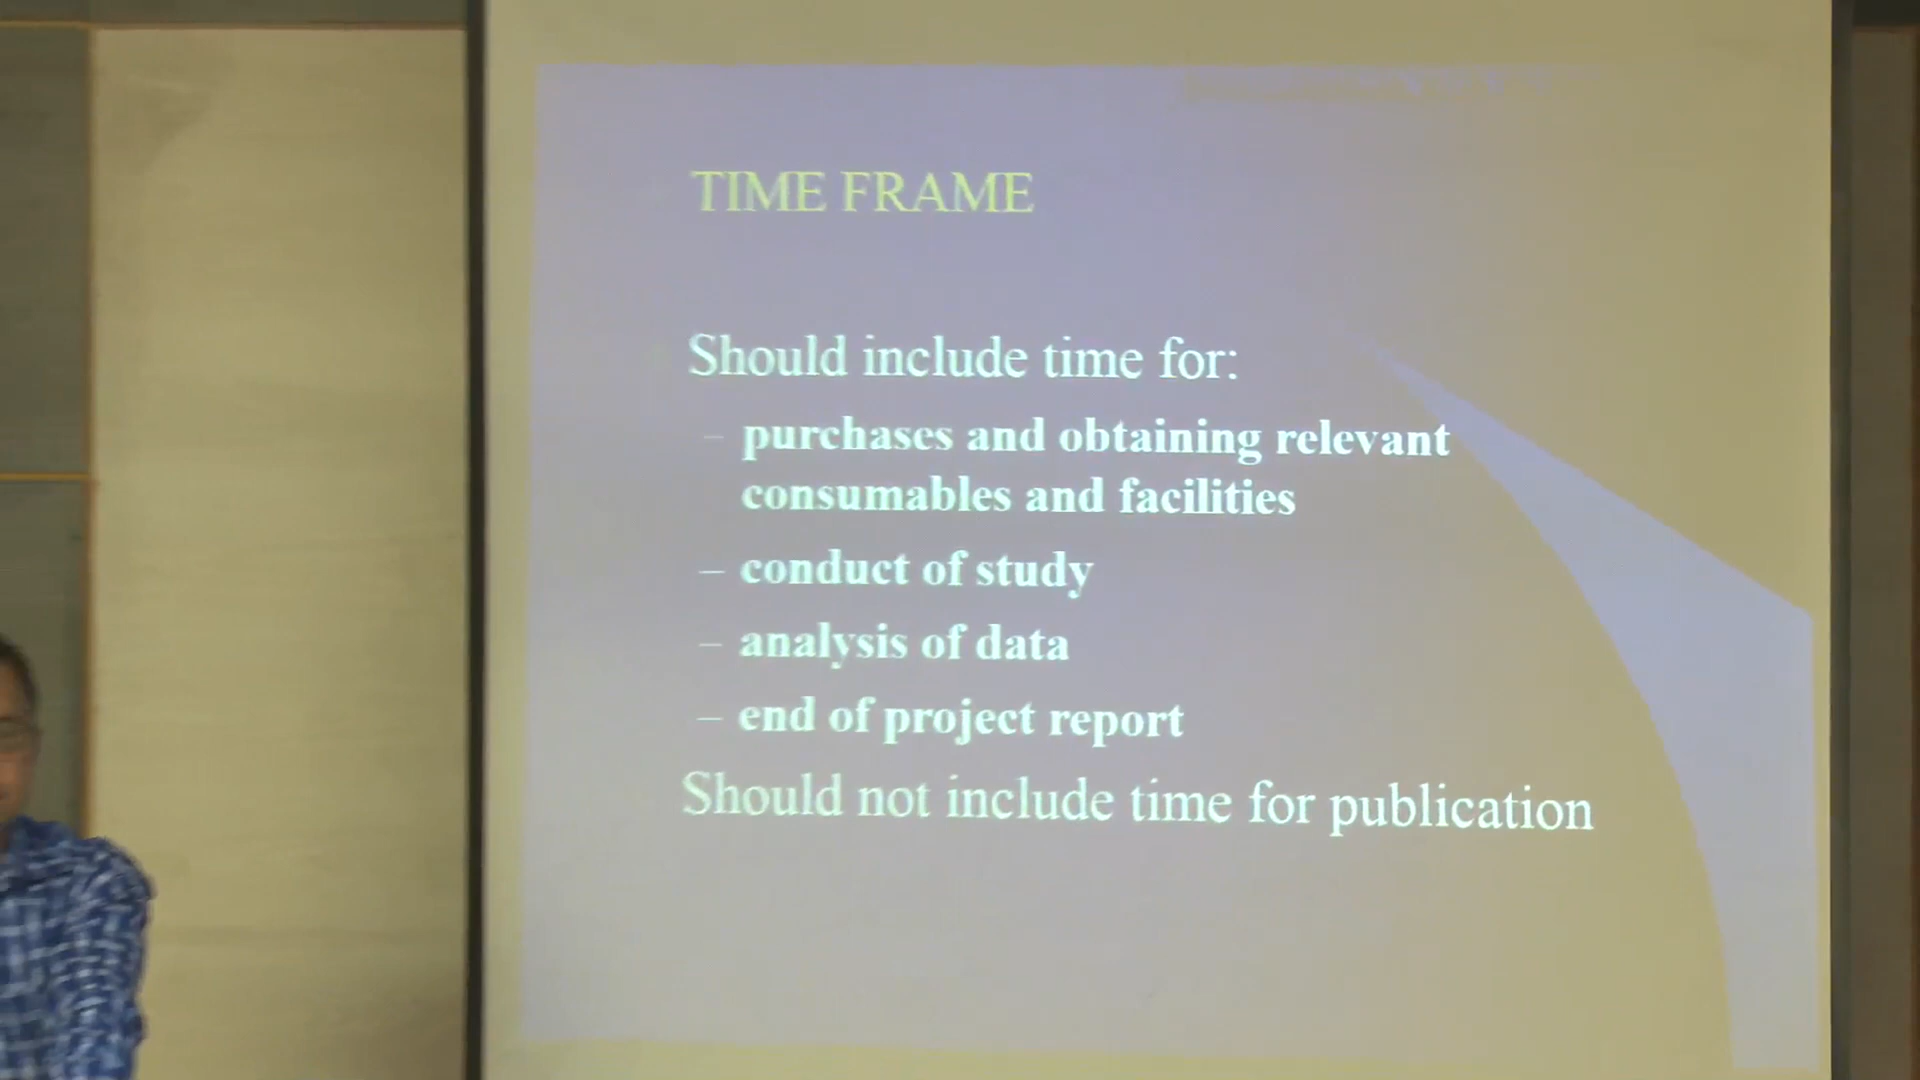 TIME FRAME
Should include time for:
– purchases and obtaining relevant
consumables and facilities
– conduct of study
– analysis of data
– end of project report
Should not include time for publication